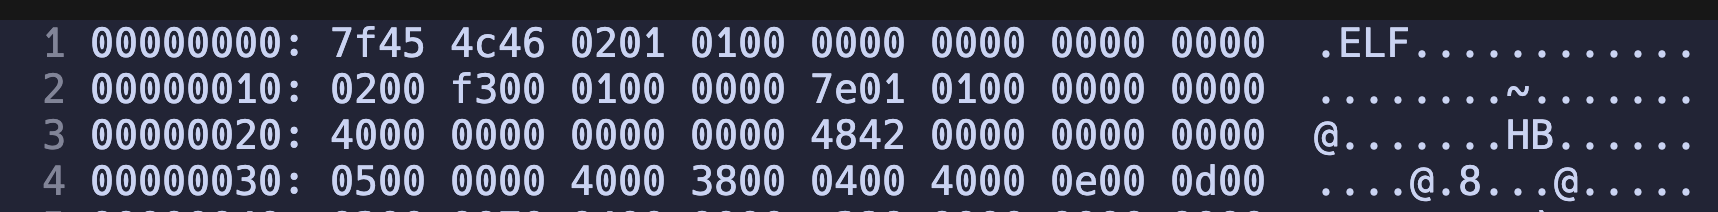 1 00000000: 7f45 4c46 0201 0100 0000 0000 0000 0000 .ELF............
2 00000010: 0200 f300 0100 0000 7e01 0100 0000 0000 ........~.......
3 00000020: 4000 0000 0000 0000 4842 0000 0000 0000 @.......HB......
4 00000030: 0500 0000 4000 3800 0400 4000 0e00 0d00 ....@.8...@.....